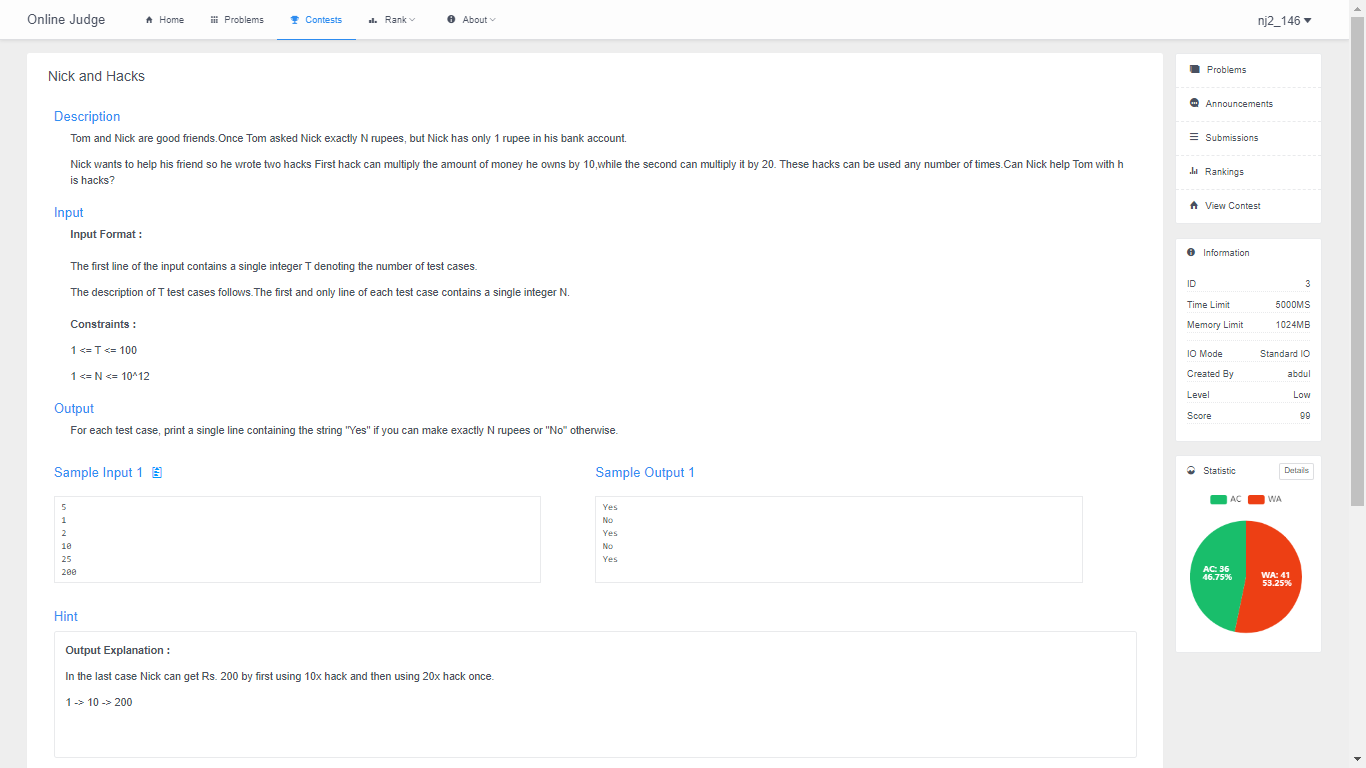 Online Judge
Home
Problems
Contests
Rank
About
nj2_146
Nick and Hacks
Description
Tom and Nick are good friends.Once Tom asked Nick exactly N rupees, but Nick has only 1 rupee in his bank account.
Nick wants to help his friend so he wrote two hacks First hack can multiply the amount of money he owns by 10,while the second can multiply it by 20. These hacks can be used any number of times.Can Nick help Tom with h
is hacks?
Input
Input Format :
The first line of the input contains a single integer T denoting the number of test cases.
The description of T test cases follows.The first and only line of each test case contains a single integer N.
Constraints :
1 <= T <= 100
1 <= N <= 10^12
Output
For each test case, print a single line containing the string "Yes" if you can make exactly N rupees or "No" otherwise.
Sample Input 1
5
1
2
10
25
200
Sample Output 1
Yes
No
Yes
No
Yes
Hint
Output Explanation :
In the last case Nick can get Rs. 200 by first using 10x hack and then using 20x hack once.
1 -> 10 -> 200
Problems
Announcements
Submissions
Rankings
View Contest
Information
ID 3
Time Limit 5000MS
Memory Limit 1024MB
IO Mode Standard IO
Created By abdul
Level Low
Score 99
Statistic Details
AC WA
AC: 36
46.75%
WA: 41
53.25%